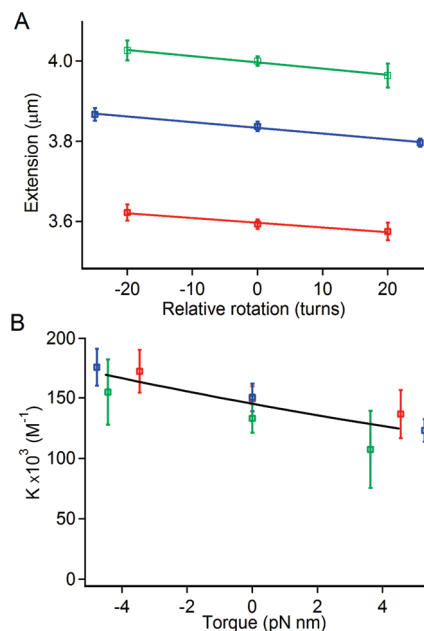 A
4.0
3.8
3.6
Extension (μm)
-20 -10 0 10 20
Relative rotation (turns)
B
200
150
100
50
0
K x10³ (M⁻¹)
-4 -2 0 2 4
Torque (pN nm)